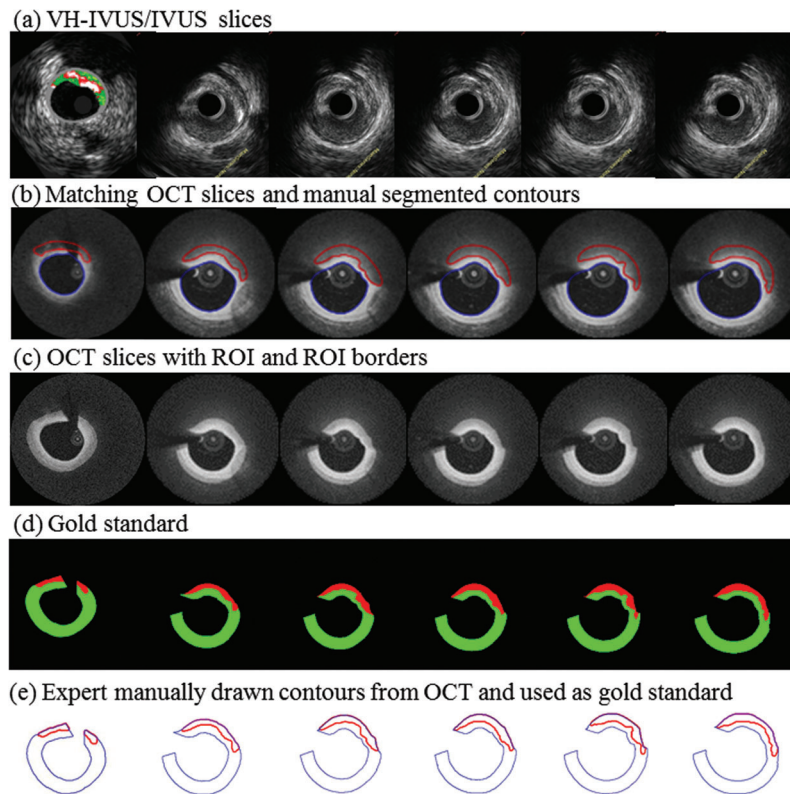 (a) VH-IVUS/IVUS slices
(b) Matching OCT slices and manual segmented contours
(c) OCT slices with ROI and ROI borders
(d) Gold standard
(e) Expert manually drawn contours from OCT and used as gold standard